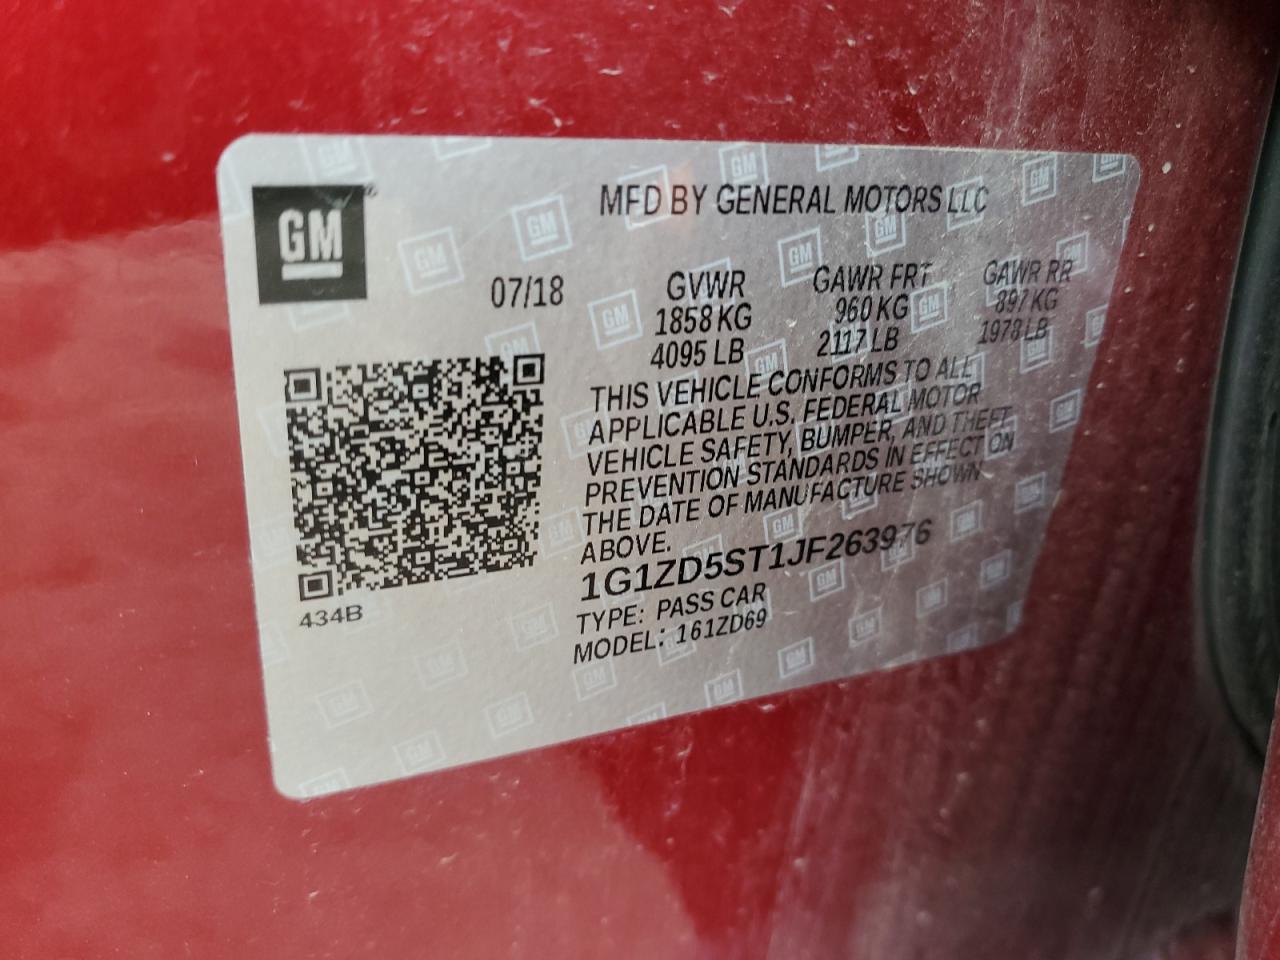 GM
MFD BY GENERAL MOTORS LLC
07/18
GVWR
1858 KG
4095 LB
GAWR FRT
960 KG
2117 LB
GAWR RR
897 KG
1978 LB
THIS VEHICLE CONFORMS TO ALL
APPLICABLE U.S. FEDERAL MOTOR
VEHICLE SAFETY, BUMPER, AND THEFT
PREVENTION STANDARDS IN EFFECT ON
THE DATE OF MANUFACTURE SHOWN
ABOVE.
1G1ZD5ST1JF263976
TYPE: PASS CAR
MODEL: 161ZD69
434B